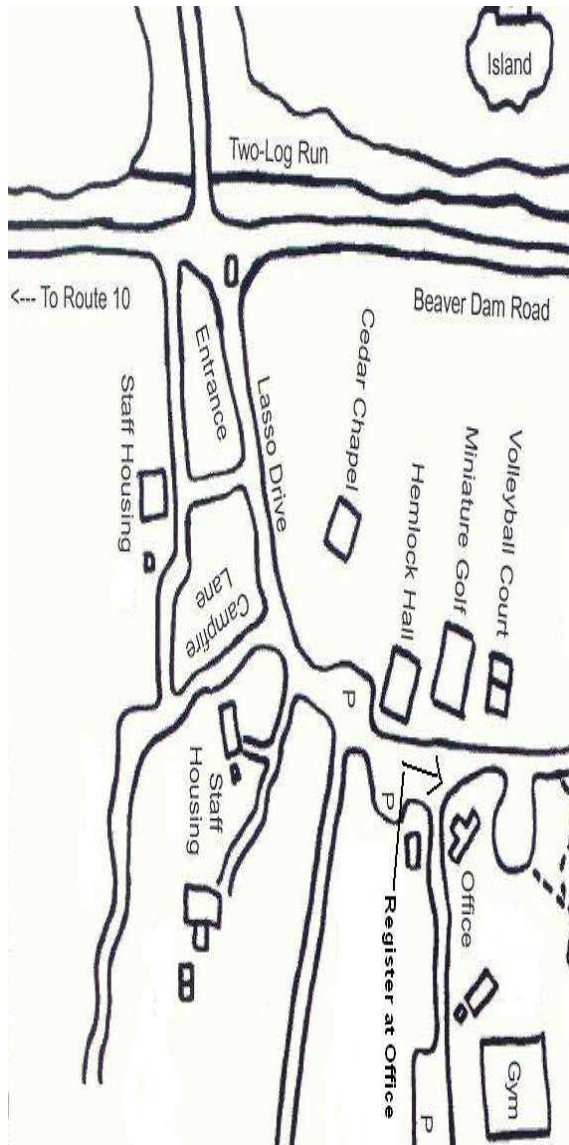 Island
Two-Log Run
<--- To Route 10
Beaver Dam Road
Entrance
Lasso Drive
Cedar Chapel
Staff Housing
Volleyball Court
Miniature Golf
Hemlock Hall
Campfire
Lane
P
Staff
Housing
P
Office
Register at Office
Gym
P